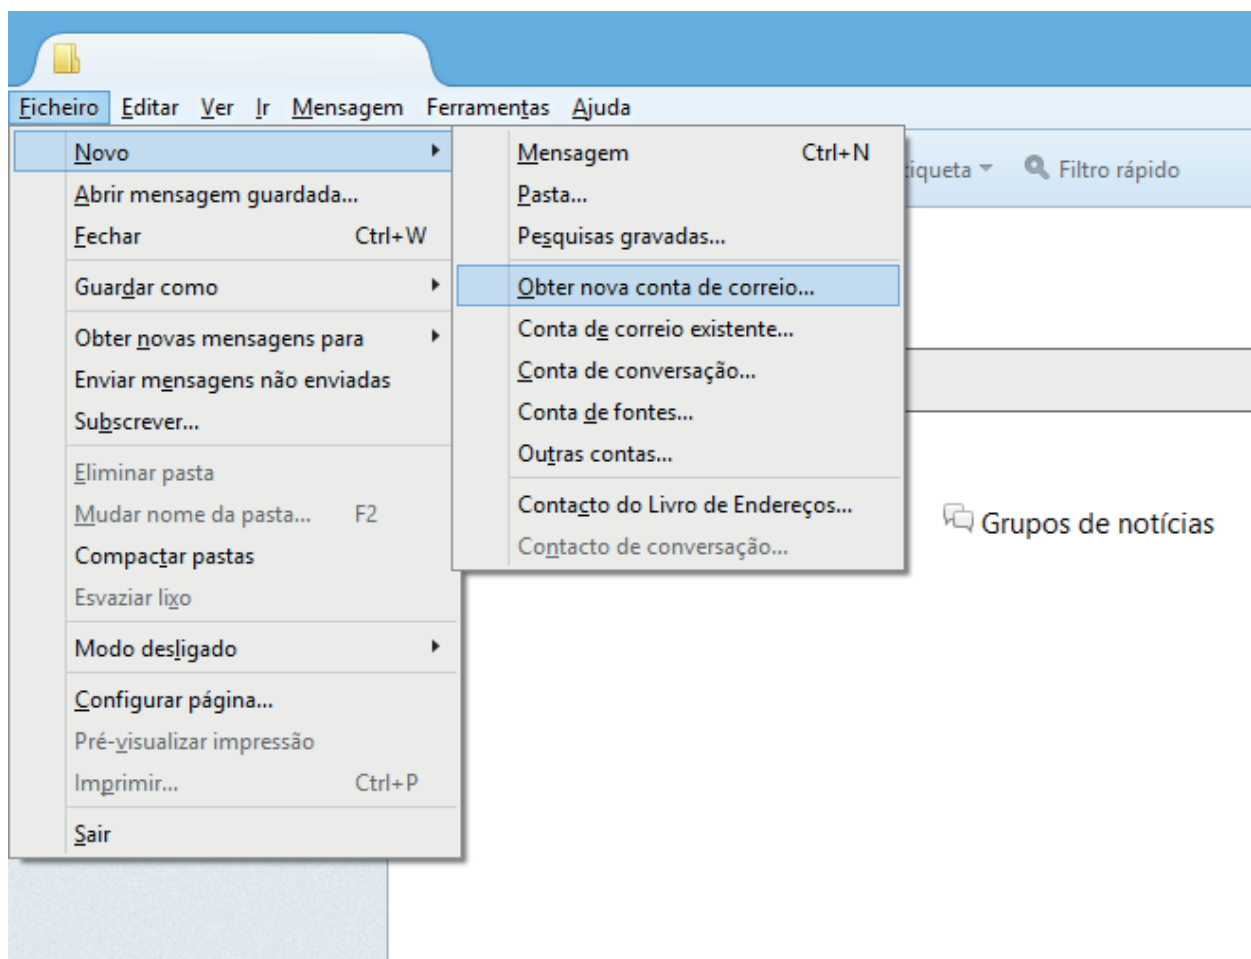 Ficheiro Editar Ver Ir Mensagem Ferramentas Ajuda
Novo
Abrir mensagem guardada...
Fechar Ctrl+W
Guardar como
Obter novas mensagens para
Enviar mensagens não enviadas
Subscrever...
Eliminar pasta
Mudar nome da pasta... F2
Compactar pastas
Esvaziar lixo
Modo desligado
Configurar página...
Pré-visualizar impressão
Imprimir... Ctrl+P
Sair
Mensagem Ctrl+N
Pasta...
Pesquisas gravadas...
Obter nova conta de correio...
Conta de correio existente...
Conta de conversação...
Conta de fontes...
Outras contas...
Contacto do Livro de Endereços...
Contacto de conversação...
iqueta Filtro rápido
Grupos de notícias